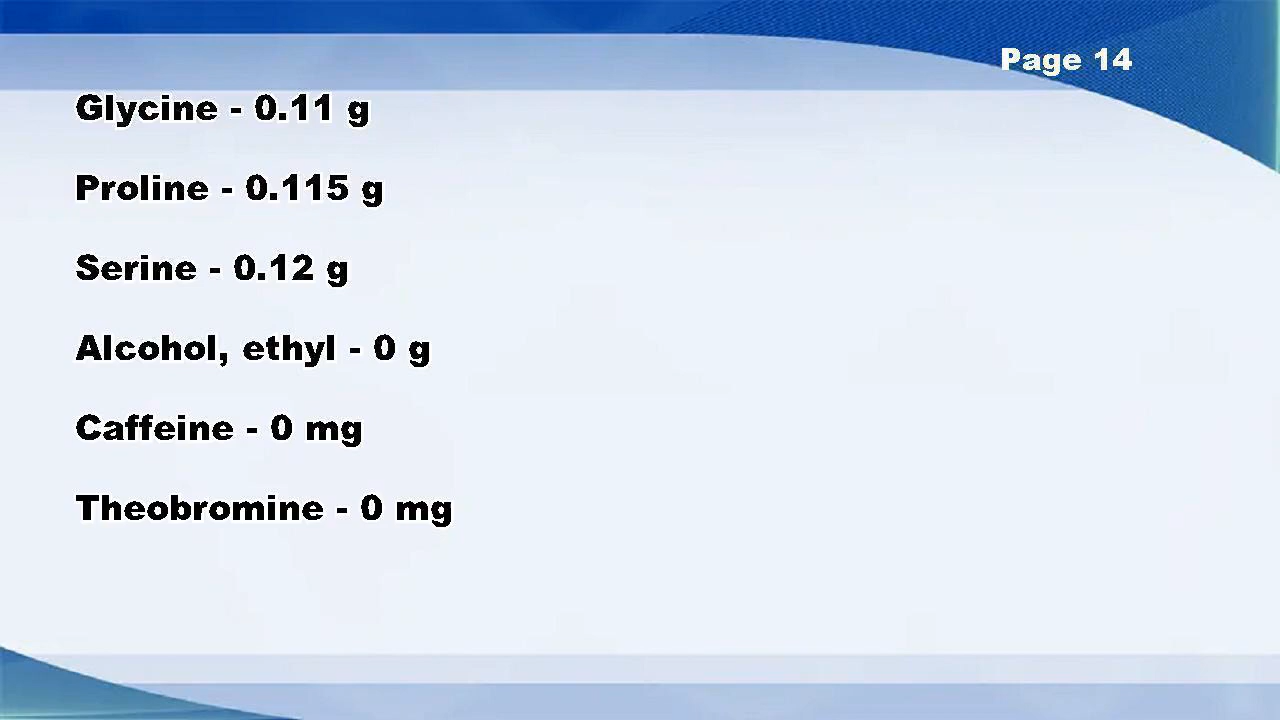 Page 14
Glycine - 0.11 g
Proline - 0.115 g
Serine - 0.12 g
Alcohol, ethyl - 0 g
Caffeine - 0 mg
Theobromine - 0 mg